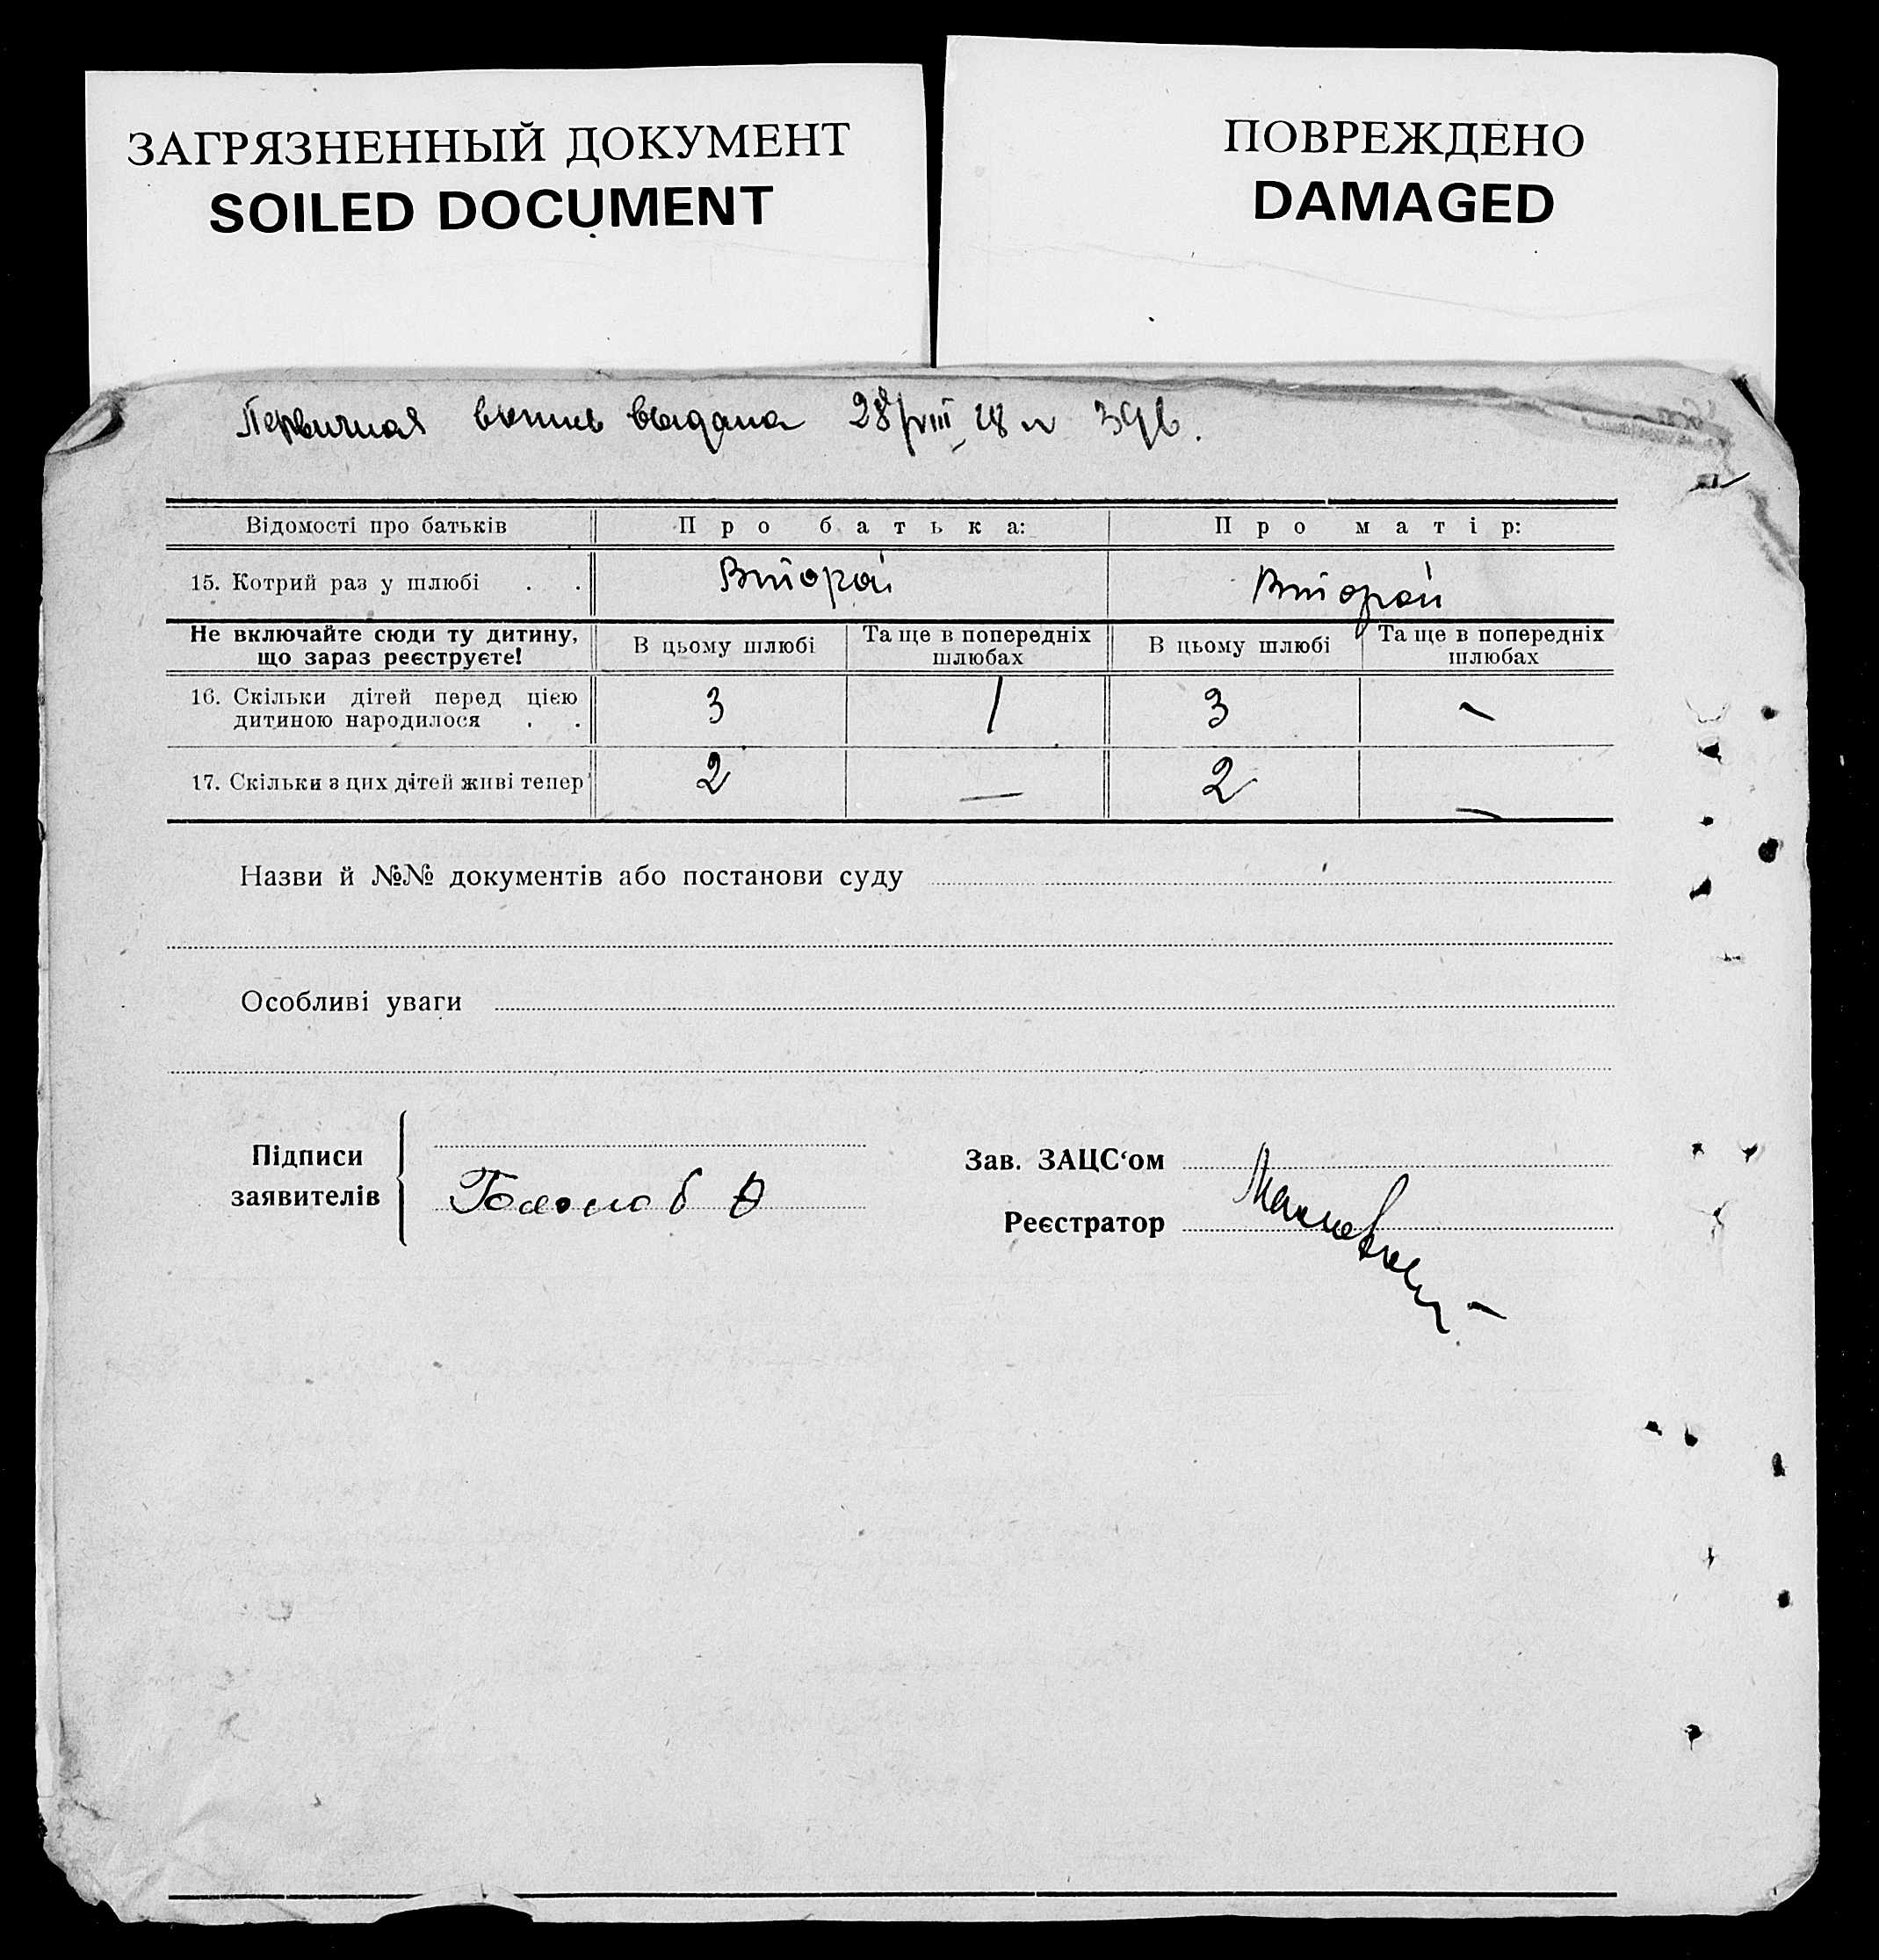 ЗАГРЯЗНЕННЫЙ ДОКУМЕНТ
SOILED DOCUMENT
ПОВРЕЖДЕНО
DAMAGED
Первичная выпись выдана 28/VIII 28
Відомості про батьків Про батька: Про матір:
15. Котрий раз у шлюбі . . Второй Второй
Не включайте сюди ту дитину, що зараз реєструєте! В цьому шлюбі Та ще в попередніх шлюбах В цьому шлюбі Та ще в попередніх шлюбах
16. Скільки дітей перед цією дитиною народилося . . 3 / 3 –
17. Скільки з цих дітей живі тепер 2 — 2 —
Назви й №№ документів або постанови суду
Особливі уваги
Підписи заявителів
Зав. ЗАЦС‘ом
Реєстратор